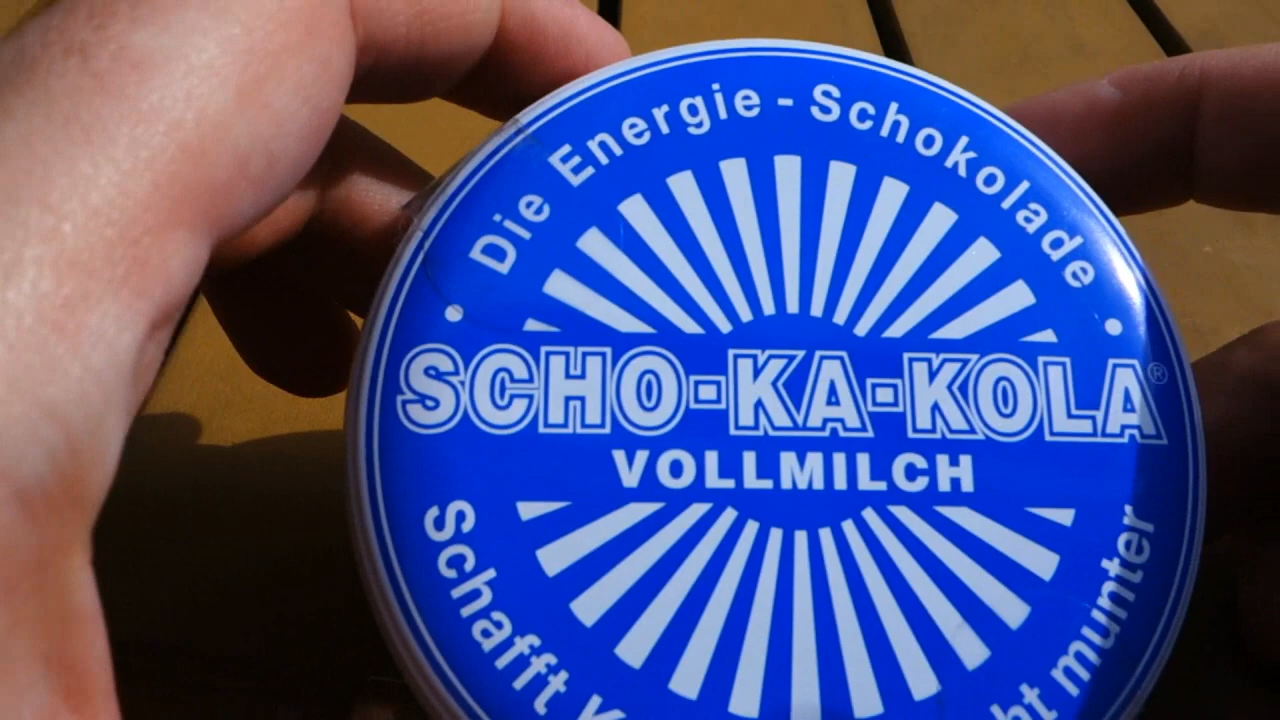 Die Energie-Schokolade
SCHO-KA-KOLA®
VOLLMILCH
Schafft
munter